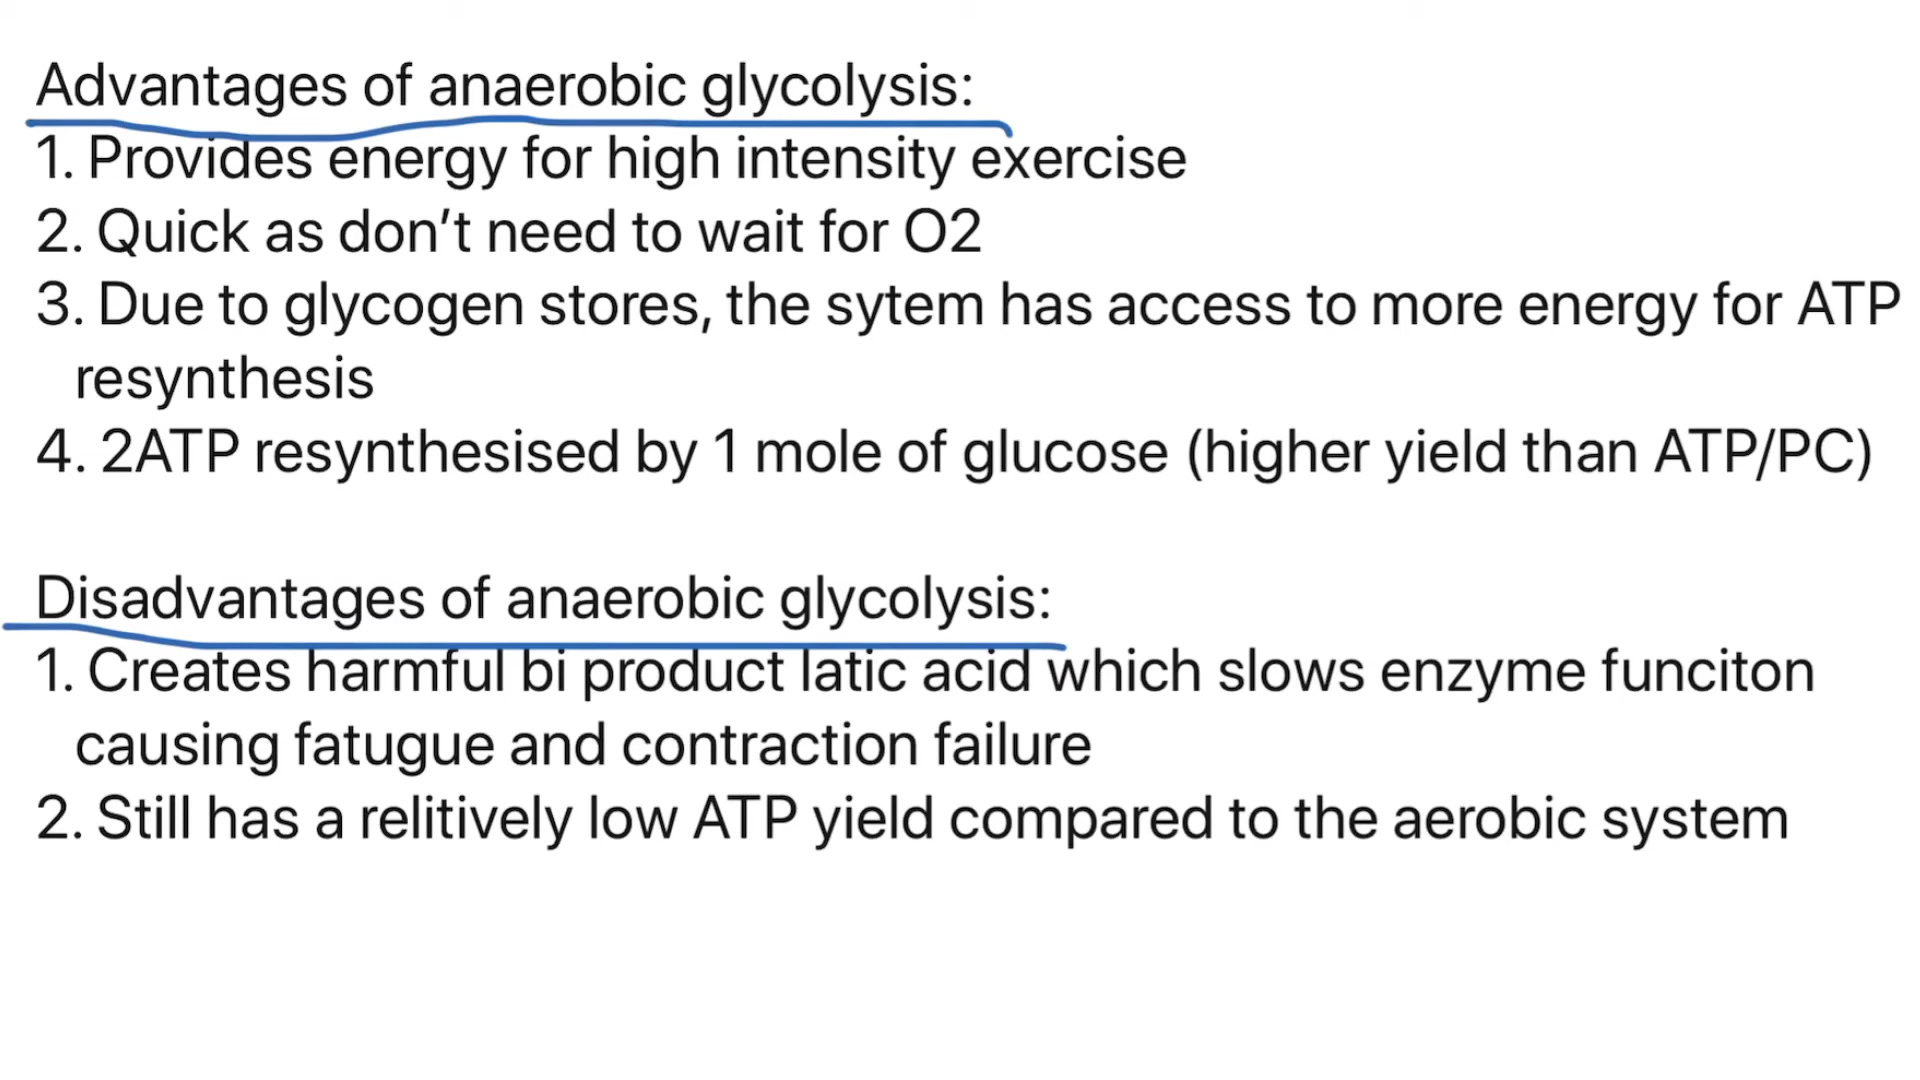 Advantages of anaerobic glycolysis:
1. Provides energy for high intensity exercise
2. Quick as don’t need to wait for O2
3. Due to glycogen stores, the sytem has access to more energy for ATP
resynthesis
4. 2ATP resynthesised by 1 mole of glucose (higher yield than ATP/PC)
Disadvantages of anaerobic glycolysis:
1. Creates harmful bi product latic acid which slows enzyme funciton
causing fatugue and contraction failure
2. Still has a relitively low ATP yield compared to the aerobic system